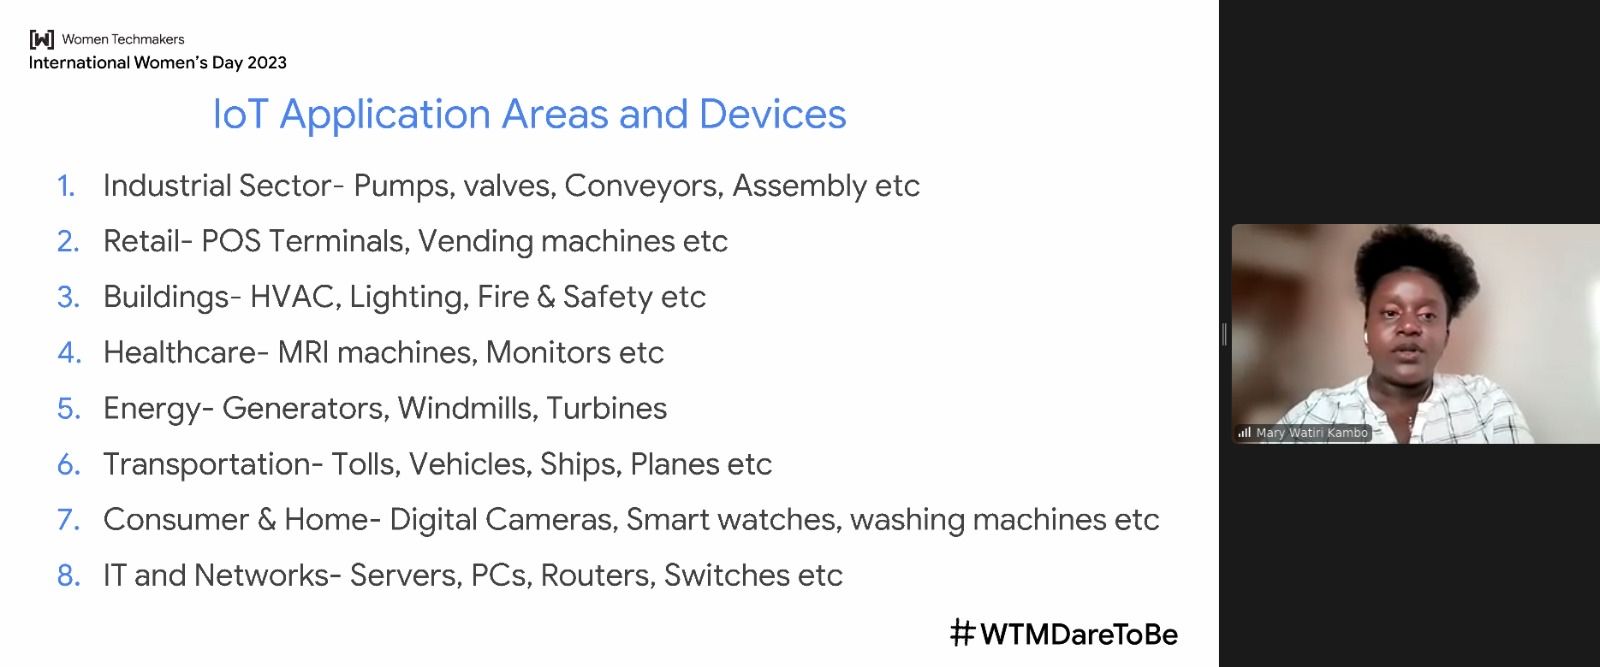 Women Techmakers
International Women's Day 2023
IoT Application Areas and Devices
1. Industrial Sector- Pumps, valves, Conveyors, Assembly etc
2. Retail- POS Terminals, Vending machines etc
3. Buildings- HVAC, Lighting, Fire & Safety etc
4. Healthcare- MRI machines, Monitors etc
5. Energy- Generators, Windmills, Turbines
6. Transportation- Tolls, Vehicles, Ships, Planes etc
7. Consumer & Home- Digital Cameras, Smart watches, washing machines etc
8. IT and Networks- Servers, PCs, Routers, Switches etc
#WTMDareToBe
Mary Watiri Kambo